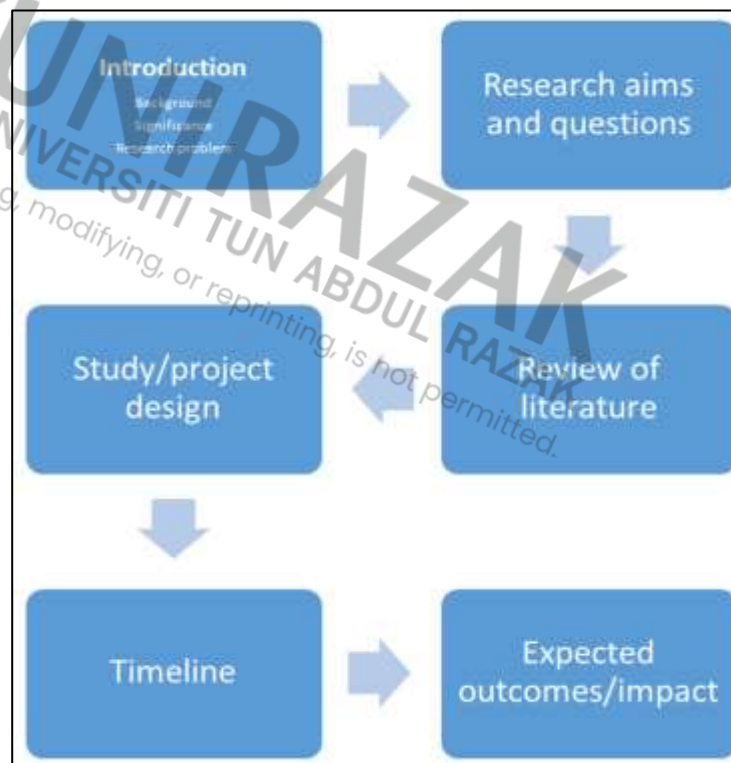 Introduction
Background
Significance
Research problem
Research aims
and questions
Review of
literature
Study/project
design
Timeline
Expected
outcomes/impact
UNIRAZAK
UNIVERSITI TUN ABDUL RAZAK
modifying, or reprinting, is not permitted.